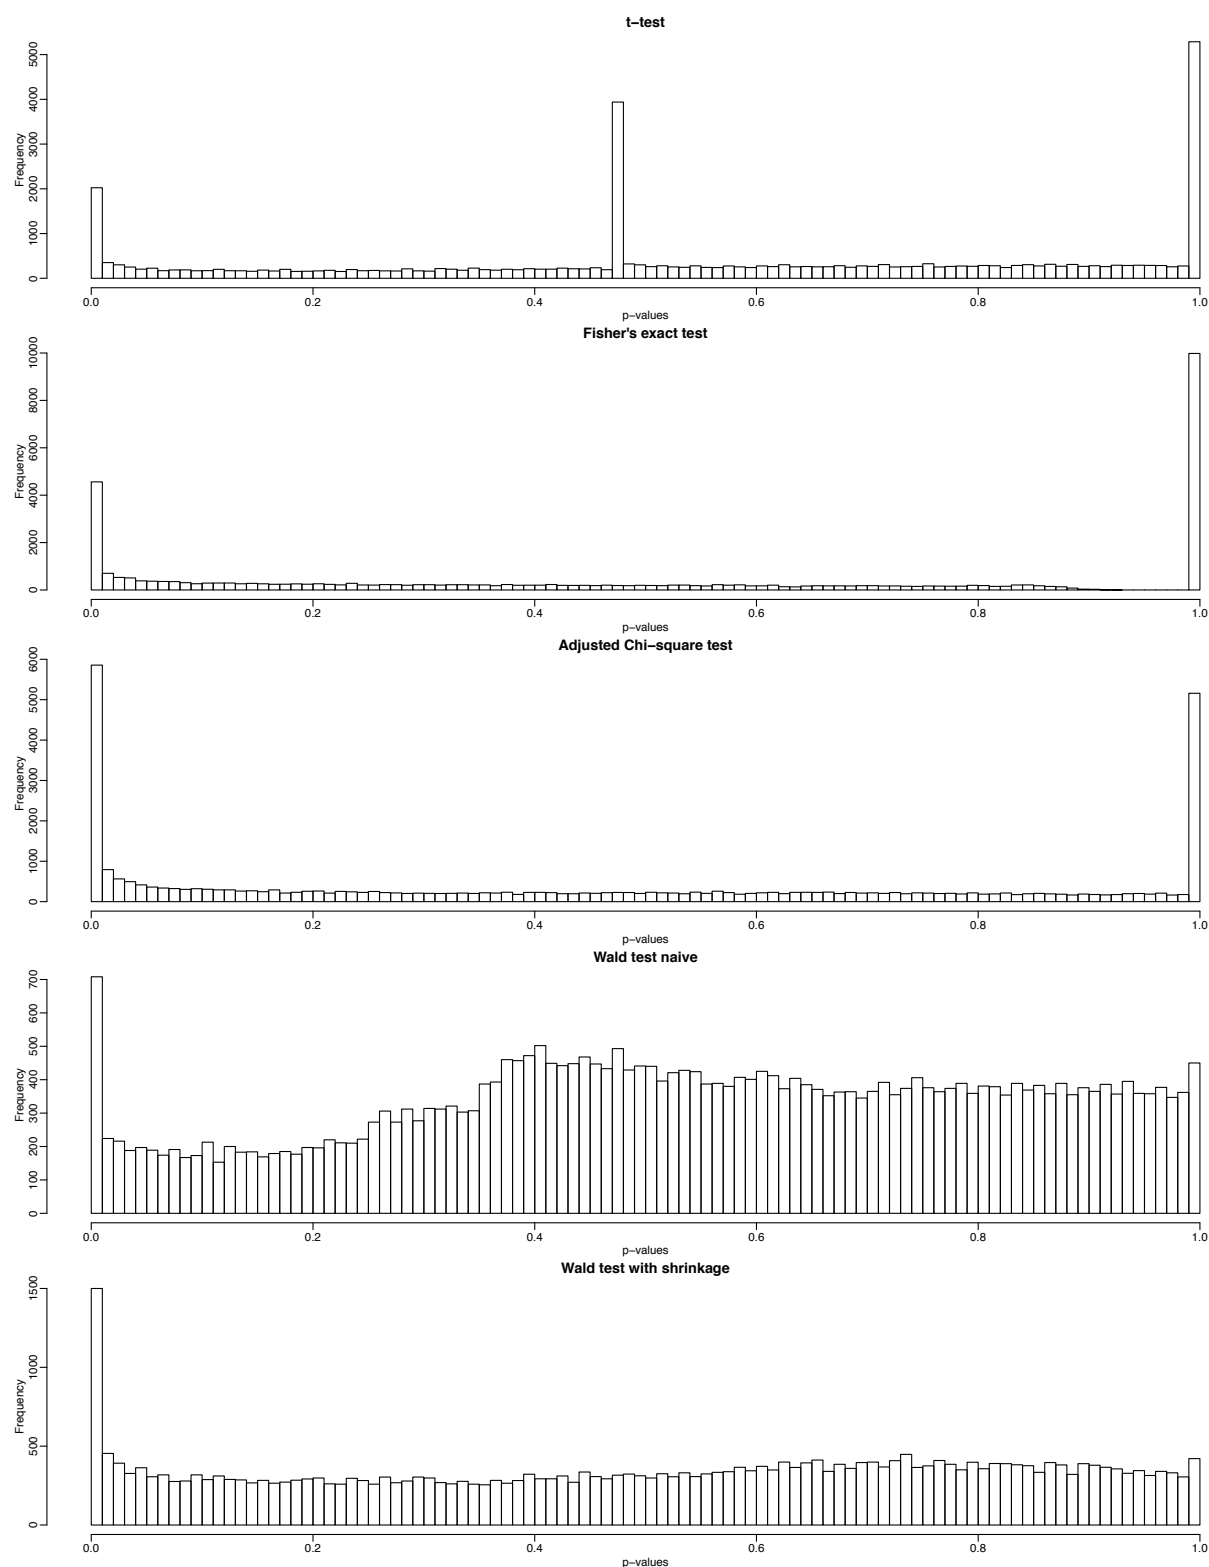 t−test
5000
4000
3000
2000
1000
0
Frequency
0.0 0.2 0.4 0.6 0.8 1.0
p−values
Fisher's exact test
10000
8000
6000
4000
2000
0
Frequency
0.0 0.2 0.4 0.6 0.8 1.0
p−values
Adjusted Chi−square test
6000
5000
4000
3000
2000
1000
0
Frequency
0.0 0.2 0.4 0.6 0.8 1.0
p−values
Wald test naive
700
600
500
400
300
200
100
0
Frequency
0.0 0.2 0.4 0.6 0.8 1.0
p−values
Wald test with shrinkage
1500
1000
500
0
Frequency
0.0 0.2 0.4 0.6 0.8 1.0
p−values